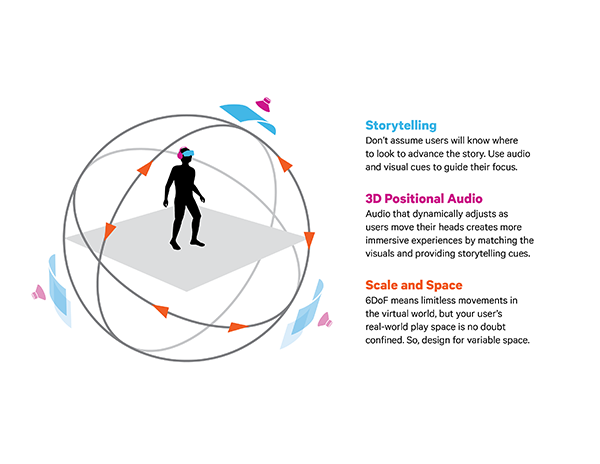 Storytelling
Don't assume users will know where
to look to advance the story. Use audio
and visual cues to guide their focus.
3D Positional Audio
Audio that dynamically adjusts as
users move their heads creates more
immersive experiences by matching the
visuals and providing storytelling cues.
Scale and Space
6DoF means limitless movements in
the virtual world, but your user's
real-world play space is no doubt
confined. So, design for variable space.